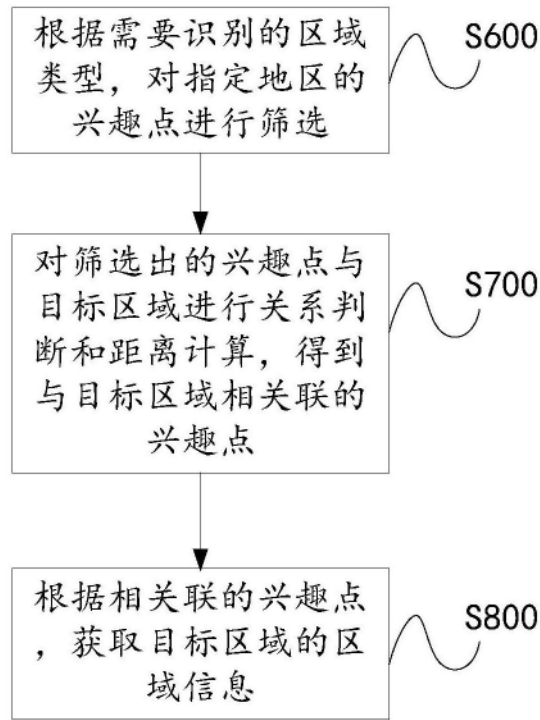 根据需要识别的区域
类型，对指定地区的
兴趣点进行筛选
S600
对筛选出的兴趣点与
目标区域进行关系判
断和距离计算，得到
与目标区域相关联的
兴趣点
S700
根据相关联的兴趣点
，获取目标区域的区
域信息
S800